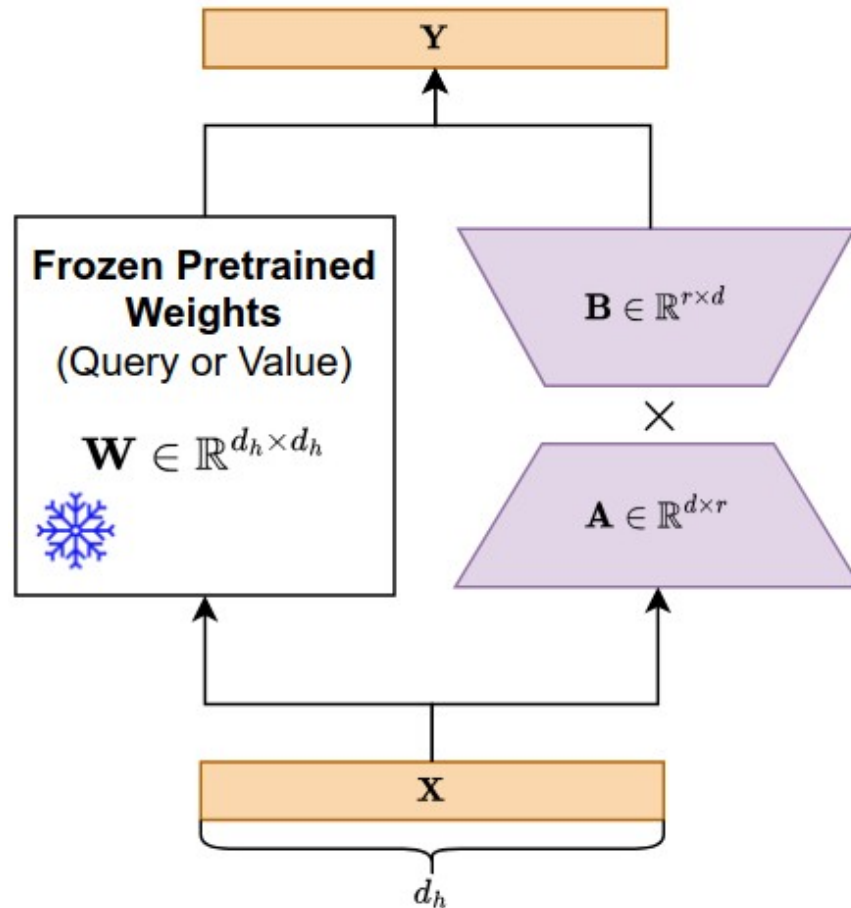 Y
Frozen Pretrained
Weights
(Query or Value)
𝐖 ∈ ℝ^{d_h × d_h}
𝐁 ∈ ℝ^{r×d}
×
𝐀 ∈ ℝ^{d×r}
X
d_h